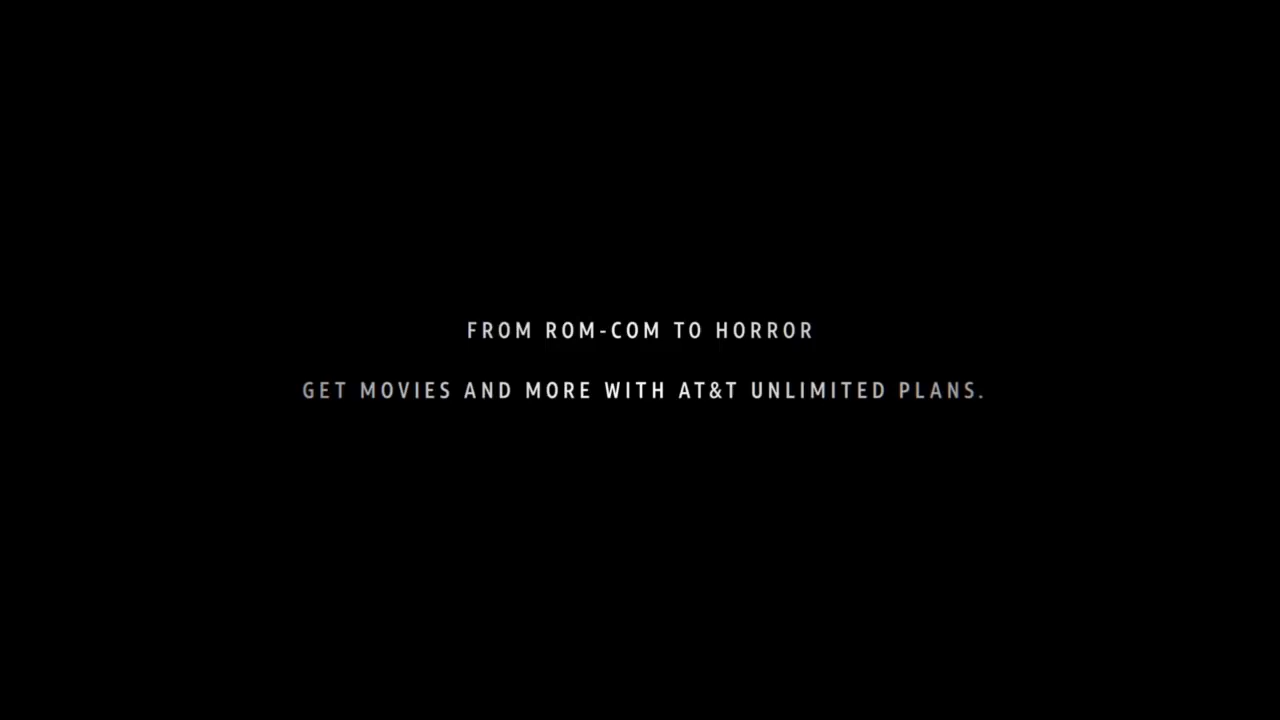 FROM ROM-COM TO HORROR
GET MOVIES AND MORE WITH AT&T UNLIMITED PLANS.